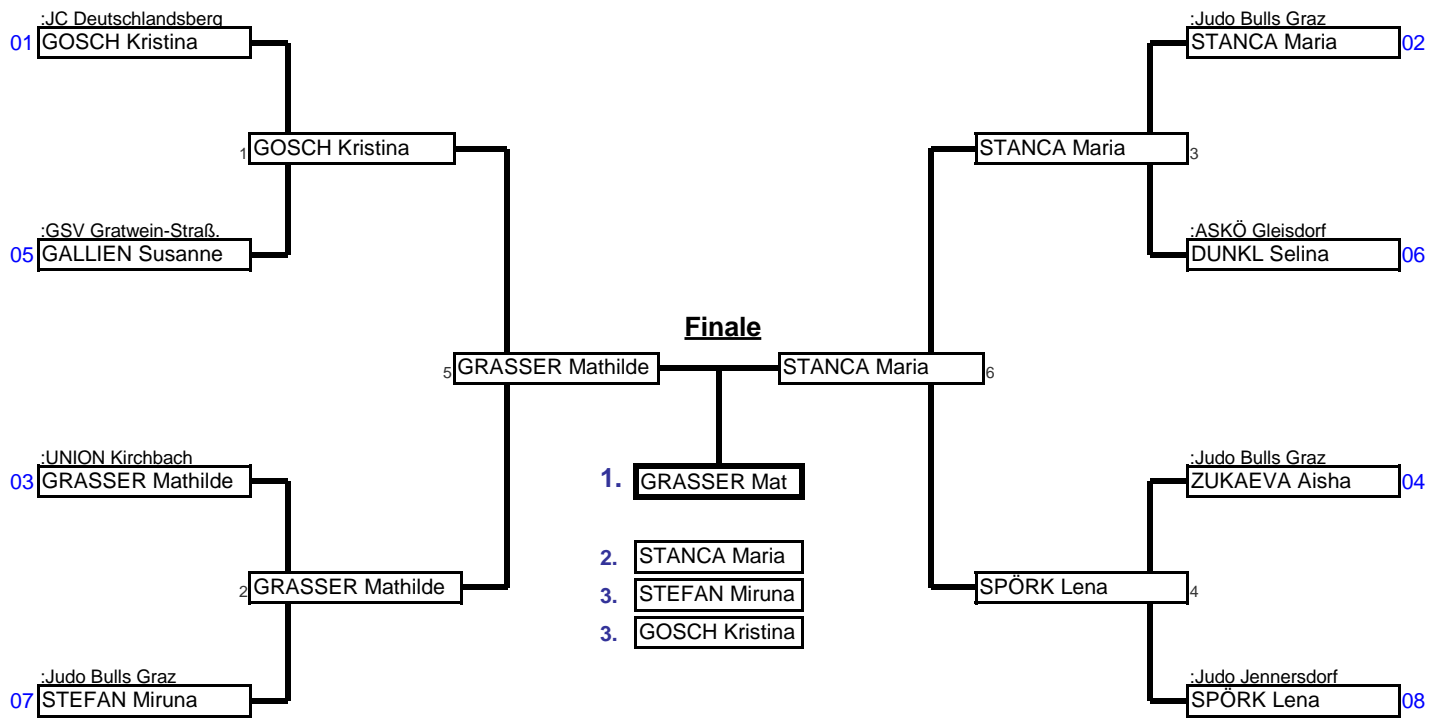 :JC Deutschlandsberg
01 GOSCH Kristina
:Judo Bulls Graz
STANCA Maria 02
1 GOSCH Kristina
STANCA Maria 3
:GSV Gratwein-Straß.
05 GALLIEN Susanne
:ASKÖ Gleisdorf
DUNKL Selina 06
Finale
5 GRASSER Mathilde
STANCA Maria 6
:UNION Kirchbach
03 GRASSER Mathilde
1. GRASSER Mat
:Judo Bulls Graz
ZUKAEVA Aisha 04
2. STANCA Maria
3. STEFAN Miruna
3. GOSCH Kristina
2 GRASSER Mathilde
SPÖRK Lena 4
:Judo Bulls Graz
07 STEFAN Miruna
:Judo Jennersdorf
SPÖRK Lena 08